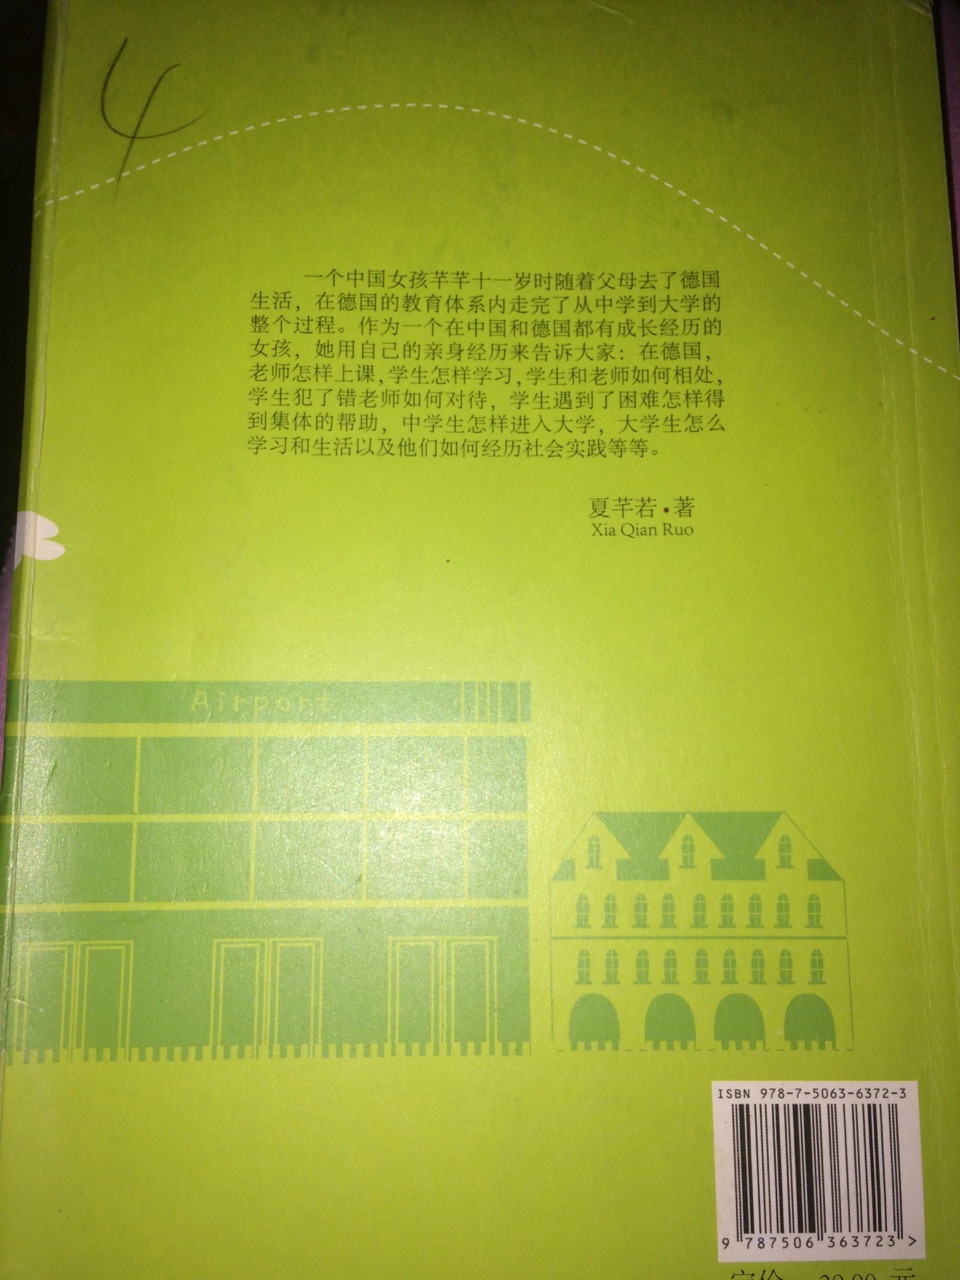 4
一个中国女孩芊芊十一岁时随着父母去了德国
生活，在德国的教育体系内走完了从中学到大学的
整个过程。作为一个在中国和德国都有成长经历的
女孩，她用自己的亲身经历来告诉大家：在德国，
老师怎样上课，学生怎样学习，学生和老师如何相处，
学生犯了错老师如何对待，学生遇到了困难怎样得
到集体的帮助，中学生怎样进入大学，大学生怎么
学习和生活以及他们如何经历社会实践等等。
夏芊若•著
Xia Qian Ruo
Airport
ISBN 978-7-5063-6372-3
9 787506 363723 >